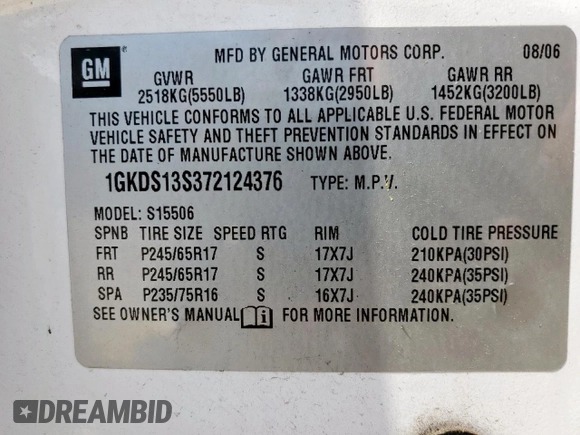 GM
MFD BY GENERAL MOTORS CORP. 08/06
GVWR GAWR FRT GAWR RR
2518KG(5550LB) 1338KG(2950LB) 1452KG(3200LB)
THIS VEHICLE CONFORMS TO ALL APPLICABLE U.S. FEDERAL MOTOR
VEHICLE SAFETY AND THEFT PREVENTION STANDARDS IN EFFECT ON
THE DATE OF MANUFACTURE SHOWN ABOVE.
1GKDS13S372124376 TYPE: M.P.V.
MODEL: S15506
SPNB TIRE SIZE SPEED RTG RIM COLD TIRE PRESSURE
FRT P245/65R17 S 17X7J 210KPA(30PSI)
RR P245/65R17 S 17X7J 240KPA(35PSI)
SPA P235/75R16 S 16X7J 240KPA(35PSI)
SEE OWNER'S MANUAL FOR MORE INFORMATION.
DREAMBID